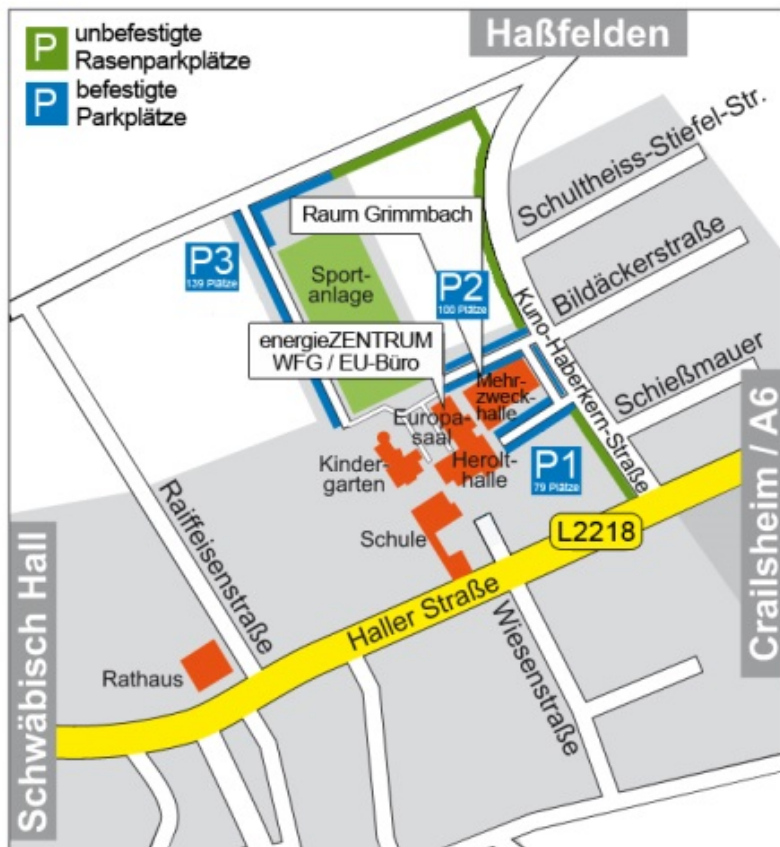 P unbefestigte
Rasenparkplätze
P befestigte
Parkplätze
Haßfelden
Schultheiss-Stiefel-Str.
Raum Grimmbach
P3
139 Plätze
Sport-
anlage
P2
100 Plätze
Bildäckerstraße
Kuno-Haberkern-Straße
energieZENTRUM
WFG / EU-Büro
Mehr-
zweck-
halle
Schießmauer
Europa-
saal
Kinder-
garten
Herolt-
halle
P1
79 Plätze
Raiffeisenstraße
Schule
L2218
Crailsheim / A6
Haller Straße
Wiesenstraße
Rathaus
Schwäbisch Hall